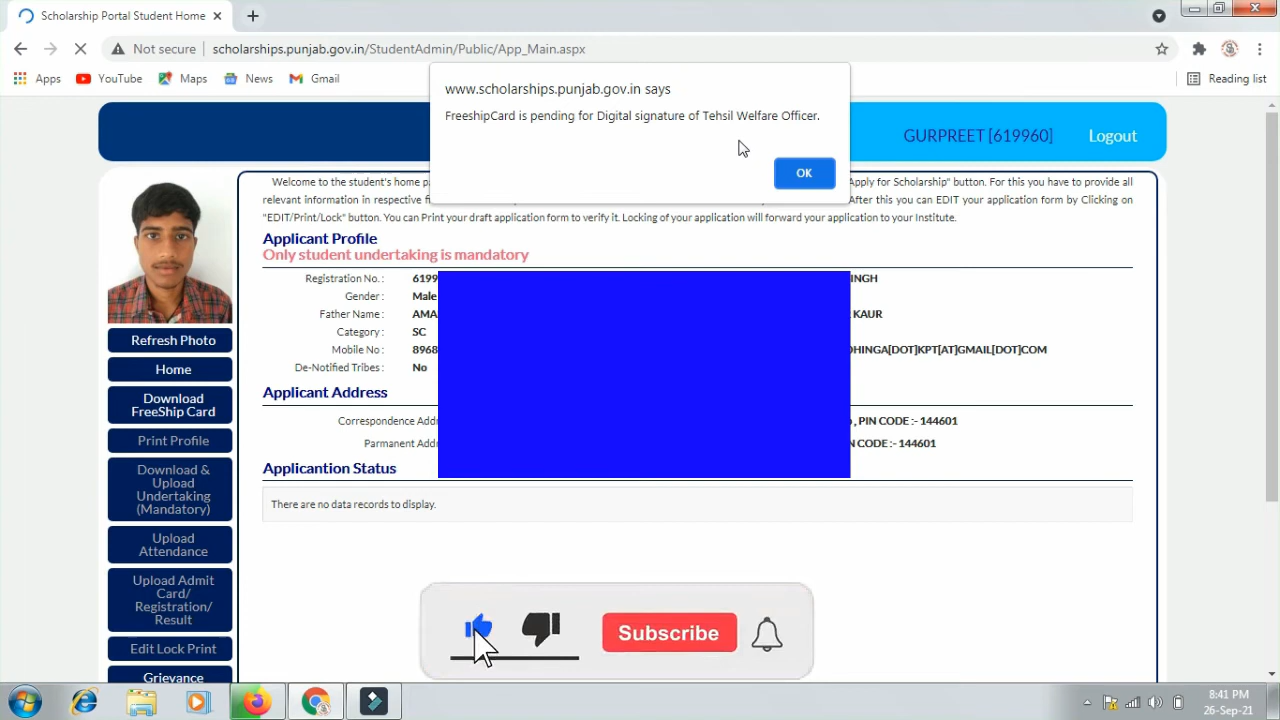 Scholarship Portal Student Home
Not secure scholarships.punjab.gov.in/StudentAdmin/Public/App_Main.aspx
Apps YouTube Maps News Gmail Reading list
www.scholarships.punjab.gov.in says
FreeshipCard is pending for Digital signature of Tehsil Welfare Officer.
OK
GURPREET [619960] Logout
Welcome to the student's home pa Apply for Scholarship" button. For this you have to provide all
relevant information in respective f After this you can EDIT your application form by Clicking on
"EDIT/Print/Lock" button. You can Print your draft application form to verify it. Locking of your application will forward your application to your Institute.
Applicant Profile
Only student undertaking is mandatory
Registration No. : 6199 INGH
Gender : Male
Father Name : AMA KAUR
Category : SC
Mobile No : 8968 OHINGA[DOT]KPT[AT]GMAIL[DOT]COM
De-Notified Tribes : No
Applicant Address
Correspondence Addr , PIN CODE :- 144601
Parmanent Addr N CODE :- 144601
Applicantion Status
There are no data records to display.
Refresh Photo
Home
Download
FreeShip Card
Print Profile
Download &
Upload
Undertaking
(Mandatory)
Upload
Attendance
Upload Admit
Card/
Registration/
Result
Edit Lock Print
Grievance
Subscribe
8:41 PM
26-Sep-21